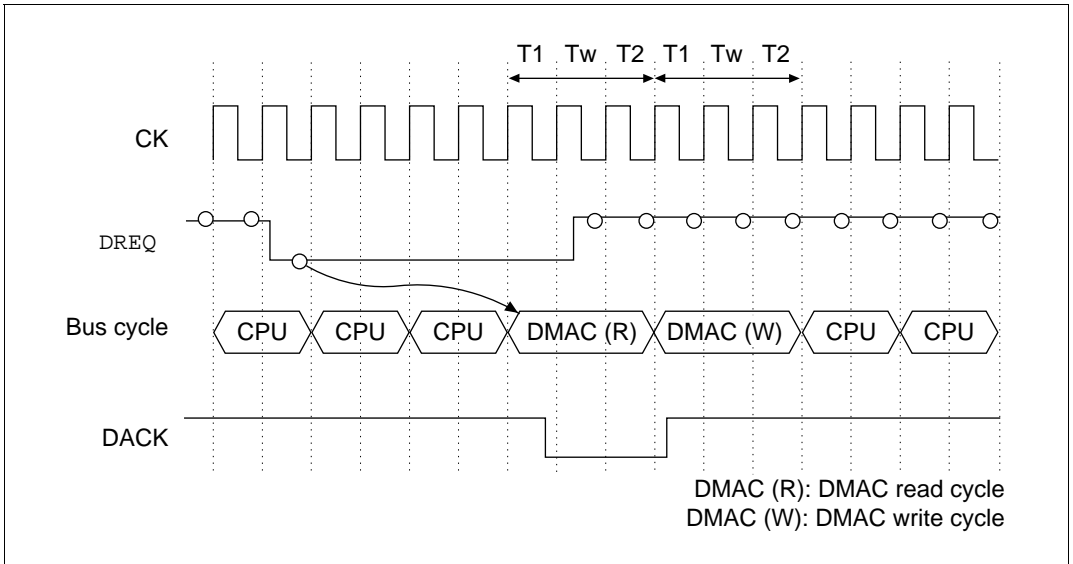 T1 Tw T2 T1 Tw T2
CK
DREQ
Bus cycle CPU CPU CPU DMAC (R) DMAC (W) CPU CPU
DACK
DMAC (R): DMAC read cycle
DMAC (W): DMAC write cycle